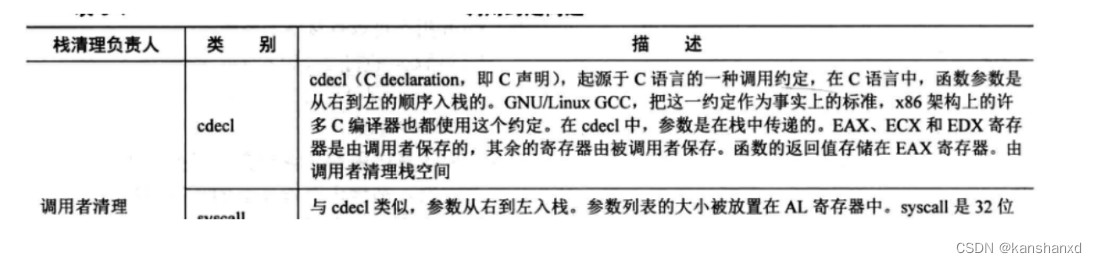 栈清理负责人 类 别 描 述
cdecl（C declaration，即 C 声明），起源于 C 语言的一种调用约定，在 C 语言中，函数参数是
从右到左的顺序入栈的。GNU/Linux GCC，把这一约定作为事实上的标准，x86 架构上的许
cdecl 多 C 编译器也都使用这个约定。在 cdecl 中，参数是在栈中传递的。EAX、ECX 和 EDX 寄存
器是由调用者保存的，其余的寄存器由被调用者保存。函数的返回值存储在 EAX 寄存器。由
调用者清理栈空间
调用者清理 与 cdecl 类似，参数从右到左入栈。参数列表的大小被放置在 AL 寄存器中。syscall 是 32 位
syscall
CSDN @kanshanxd